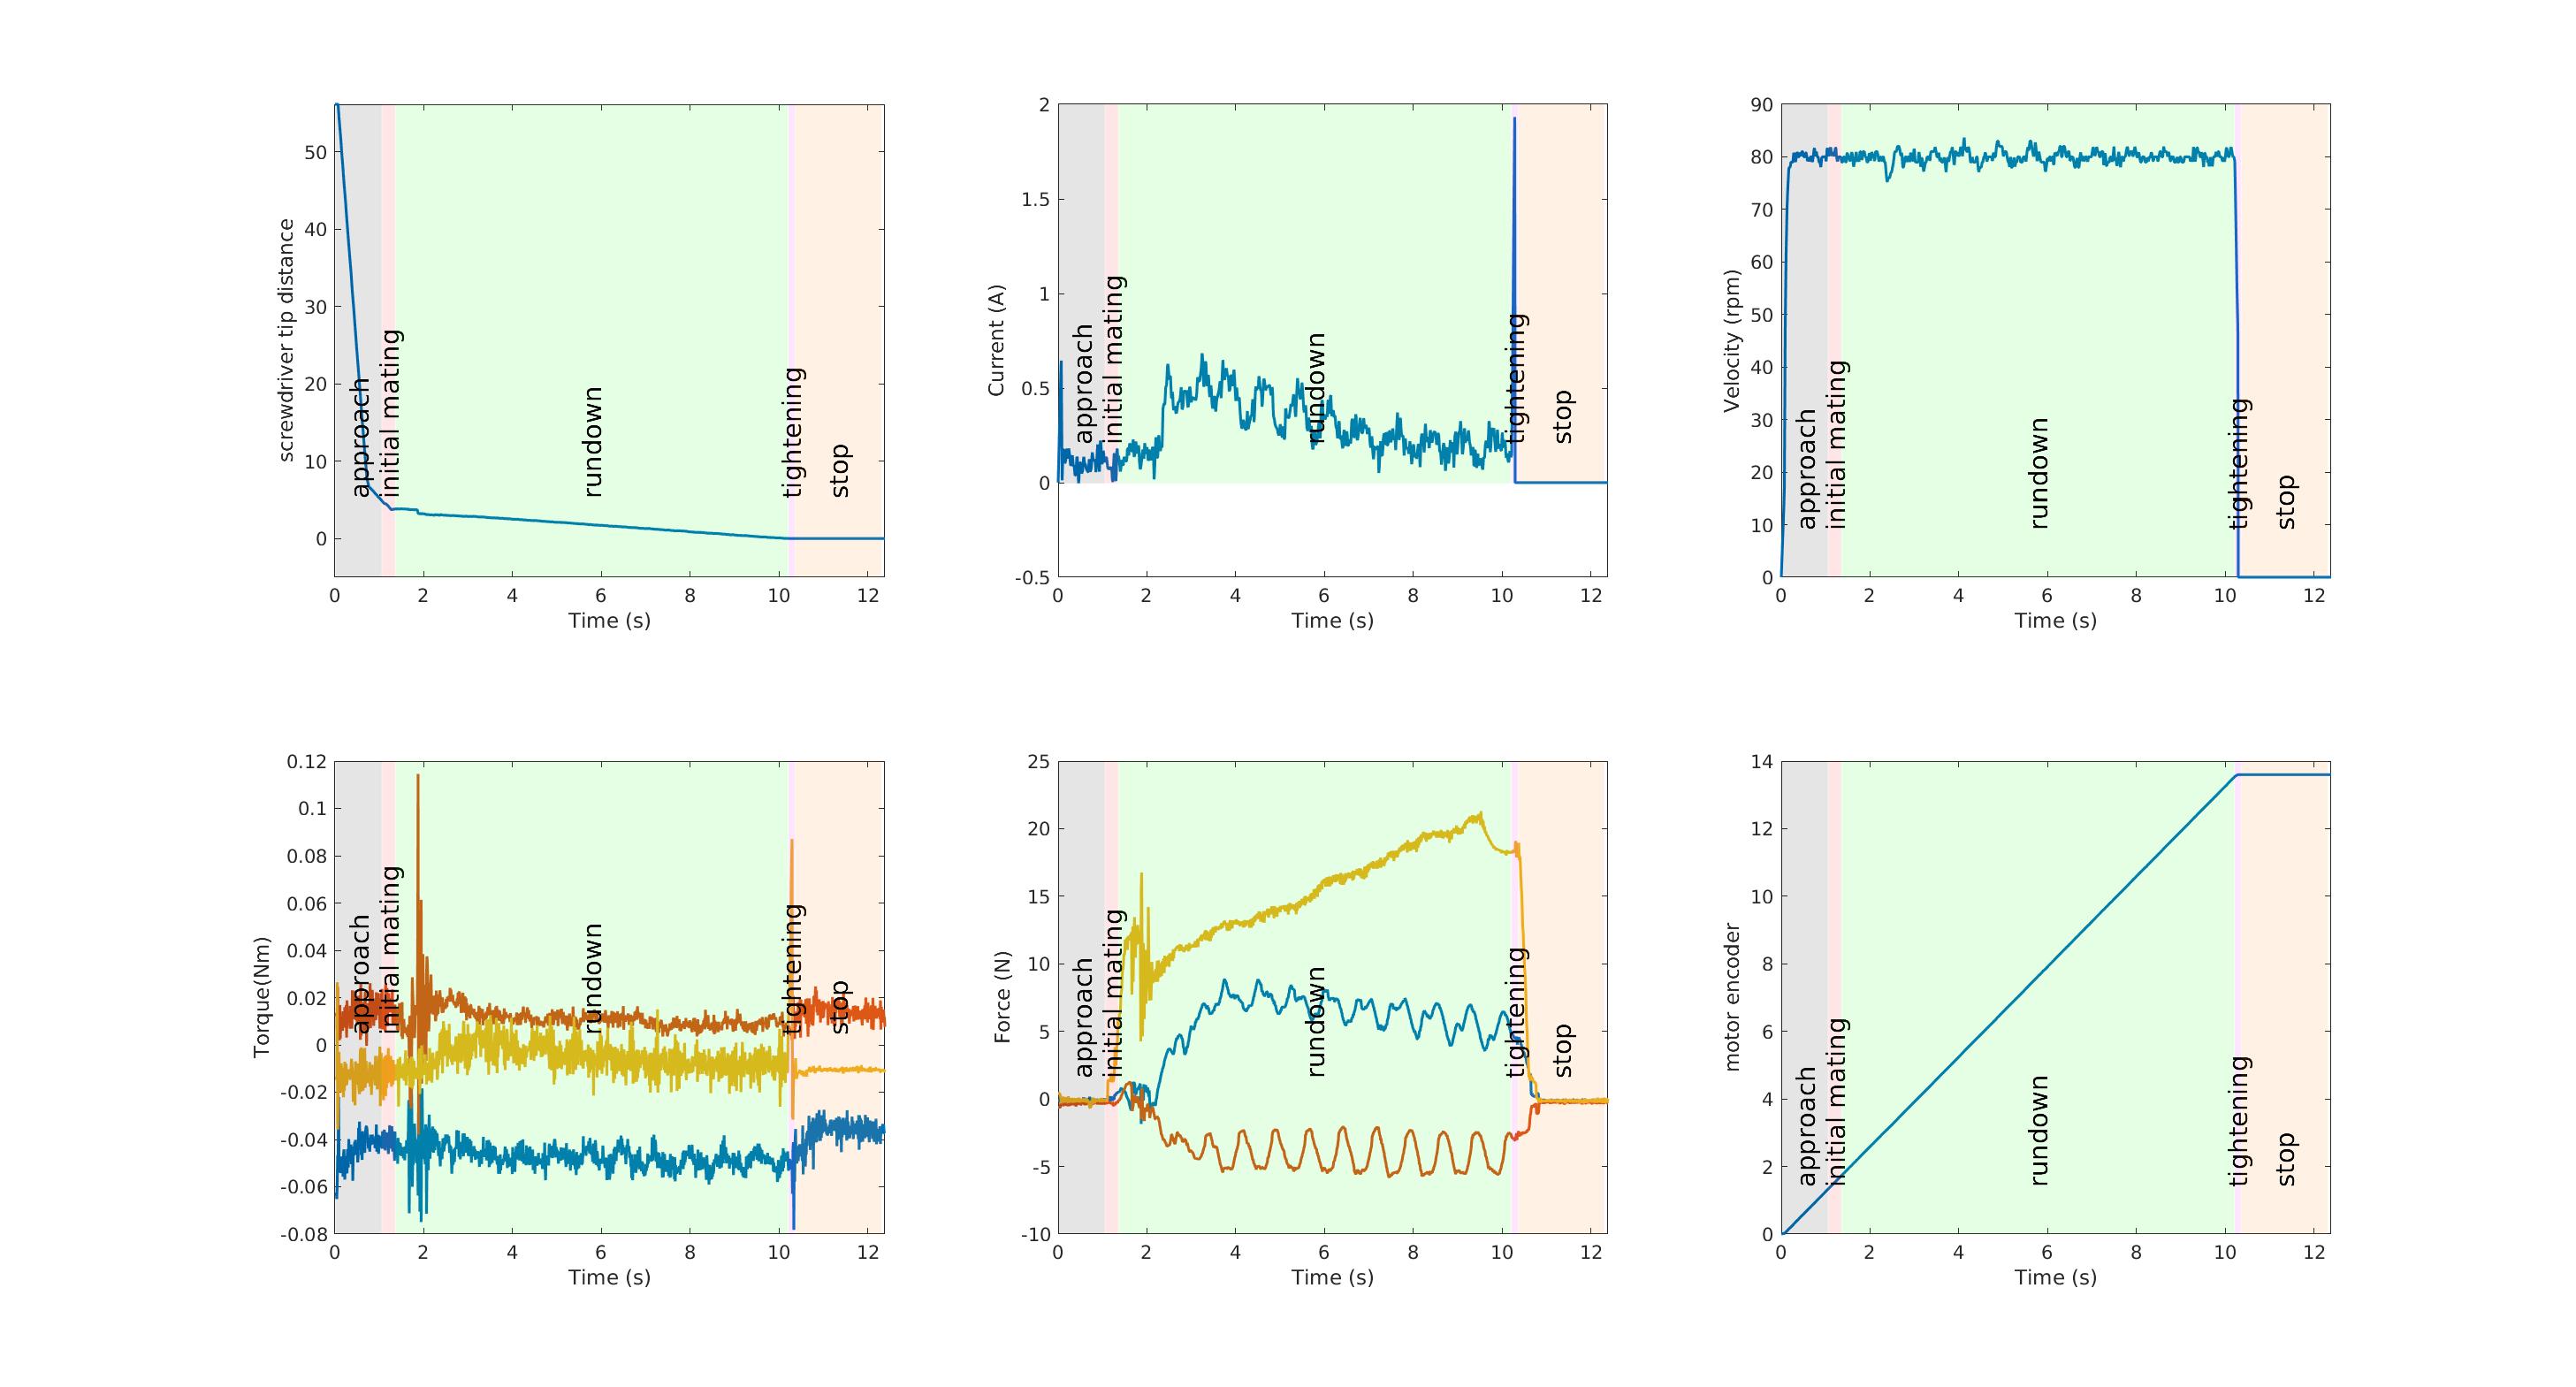 screwdriver tip distance
50
40
30
20
10
0
approach
initial mating
rundown
tightening
stop
0 2 4 6 8 10 12
Time (s)
Current (A)
2
1.5
1
0.5
0
-0.5
approach
initial mating
rundown
tightening
stop
0 2 4 6 8 10 12
Time (s)
Velocity (rpm)
90
80
70
60
50
40
30
20
10
0
approach
initial mating
rundown
tightening
stop
0 2 4 6 8 10 12
Time (s)
Torque(Nm)
0.12
0.1
0.08
0.06
0.04
0.02
0
-0.02
-0.04
-0.06
-0.08
approach
initial mating
rundown
tightening
stop
0 2 4 6 8 10 12
Time (s)
Force (N)
25
20
15
10
5
0
-5
-10
approach
initial mating
rundown
tightening
stop
0 2 4 6 8 10 12
Time (s)
motor encoder
14
12
10
8
6
4
2
0
approach
initial mating
rundown
tightening
stop
0 2 4 6 8 10 12
Time (s)